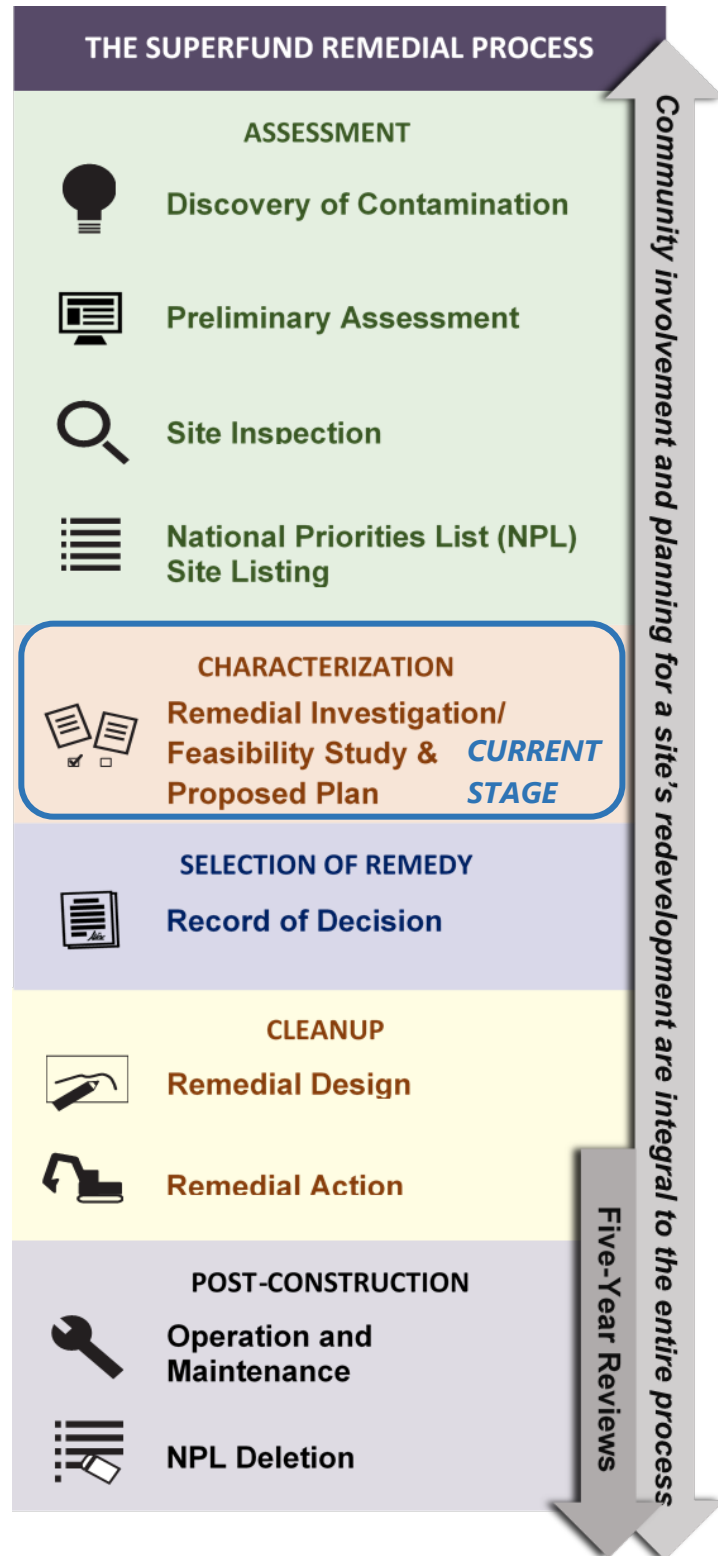 THE SUPERFUND REMEDIAL PROCESS
ASSESSMENT
Discovery of Contamination
Preliminary Assessment
Site Inspection
National Priorities List (NPL)
Site Listing
CHARACTERIZATION
Remedial Investigation/
Feasibility Study &
Proposed Plan
CURRENT
STAGE
SELECTION OF REMEDY
Record of Decision
CLEANUP
Remedial Design
Remedial Action
POST-CONSTRUCTION
Operation and
Maintenance
NPL Deletion
Five-Year Reviews
Community involvement and planning for a site's redevelopment are integral to the entire process